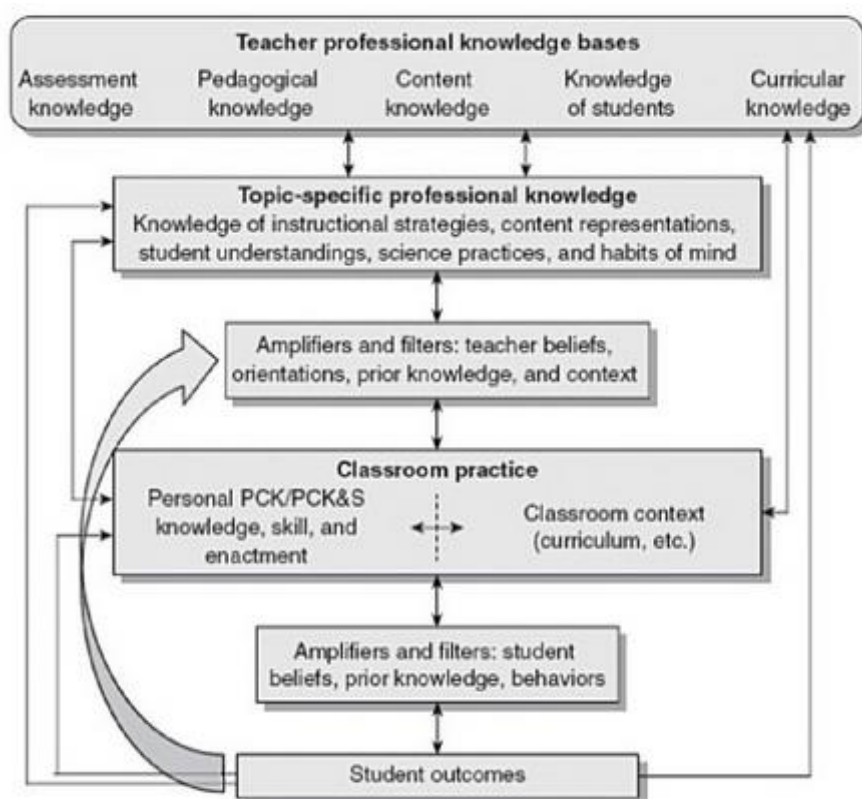 Teacher professional knowledge bases
Assessment knowledge
Pedagogical knowledge
Content knowledge
Knowledge of students
Curricular knowledge
Topic-specific professional knowledge
Knowledge of instructional strategies, content representations,
student understandings, science practices, and habits of mind
Amplifiers and filters: teacher beliefs,
orientations, prior knowledge, and context
Classroom practice
Personal PCK/PCK&S
knowledge, skill, and
enactment
Classroom context
(curriculum, etc.)
Amplifiers and filters: student
beliefs, prior knowledge, behaviors
Student outcomes